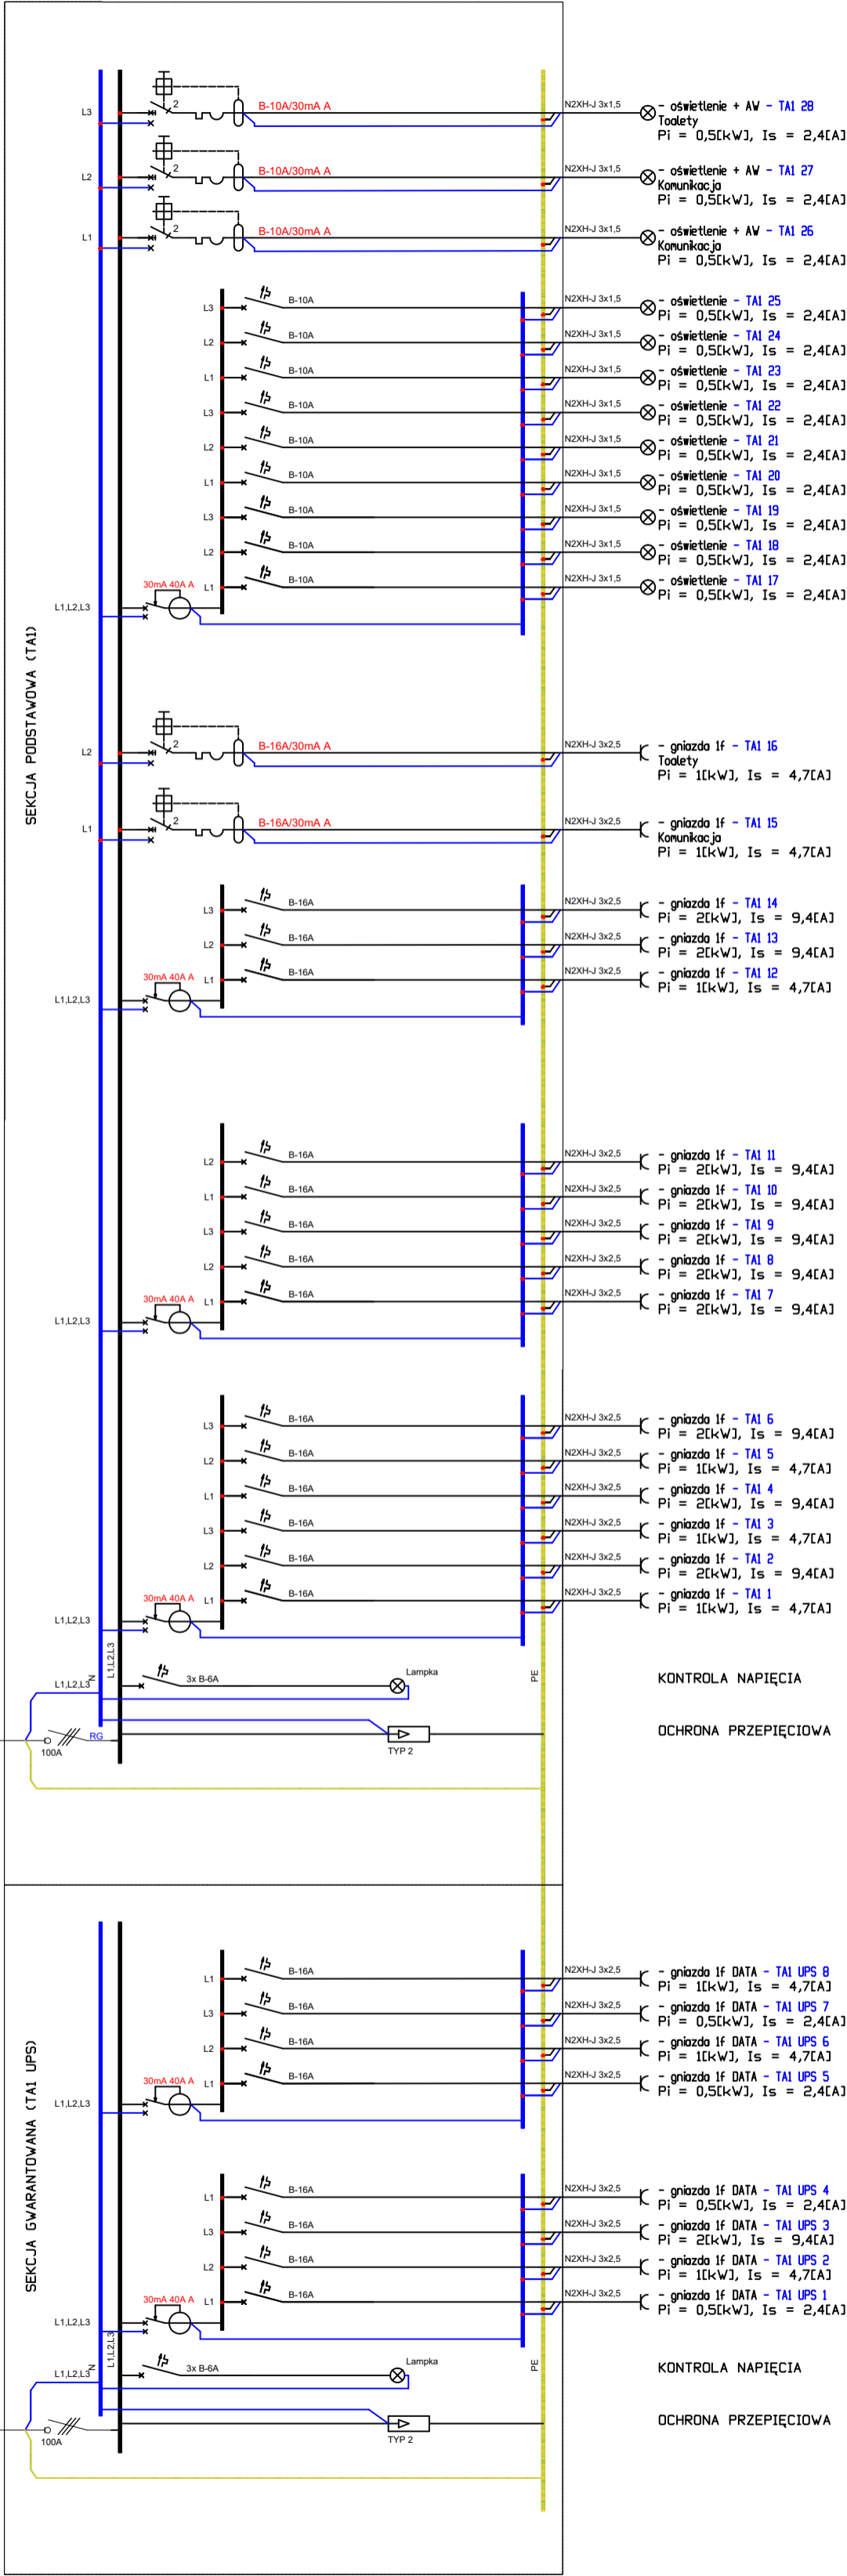 SEKCJA PODSTAWOWA (TA1)
L3
2
B-10A/30mA A
N2XH-J 3x1,5
- oświetlenie + AW - TA1 28
Toalety
Pi = 0,5[kW], Is = 2,4[A]
L2
2
B-10A/30mA A
N2XH-J 3x1,5
- oświetlenie + AW - TA1 27
Komunikacja
Pi = 0,5[kW], Is = 2,4[A]
L1
2
B-10A/30mA A
N2XH-J 3x1,5
- oświetlenie + AW - TA1 26
Komunikacja
Pi = 0,5[kW], Is = 2,4[A]
L3
B-10A
N2XH-J 3x1,5
- oświetlenie - TA1 25
Pi = 0,5[kW], Is = 2,4[A]
L2
B-10A
N2XH-J 3x1,5
- oświetlenie - TA1 24
Pi = 0,5[kW], Is = 2,4[A]
L1
B-10A
N2XH-J 3x1,5
- oświetlenie - TA1 23
Pi = 0,5[kW], Is = 2,4[A]
L3
B-10A
N2XH-J 3x1,5
- oświetlenie - TA1 22
Pi = 0,5[kW], Is = 2,4[A]
L2
B-10A
N2XH-J 3x1,5
- oświetlenie - TA1 21
Pi = 0,5[kW], Is = 2,4[A]
L1
B-10A
N2XH-J 3x1,5
- oświetlenie - TA1 20
Pi = 0,5[kW], Is = 2,4[A]
L3
B-10A
N2XH-J 3x1,5
- oświetlenie - TA1 19
Pi = 0,5[kW], Is = 2,4[A]
L2
B-10A
N2XH-J 3x1,5
- oświetlenie - TA1 18
Pi = 0,5[kW], Is = 2,4[A]
30mA 40A A
L1
B-10A
N2XH-J 3x1,5
- oświetlenie - TA1 17
Pi = 0,5[kW], Is = 2,4[A]
L1,L2,L3
L2
2
B-16A/30mA A
N2XH-J 3x2,5
- gniazda 1f - TA1 16
Toalety
Pi = 1[kW], Is = 4,7[A]
L1
2
B-16A/30mA A
N2XH-J 3x2,5
- gniazda 1f - TA1 15
Komunikacja
Pi = 1[kW], Is = 4,7[A]
L3
B-16A
N2XH-J 3x2,5
- gniazda 1f - TA1 14
Pi = 2[kW], Is = 9,4[A]
L2
B-16A
N2XH-J 3x2,5
- gniazda 1f - TA1 13
Pi = 2[kW], Is = 9,4[A]
30mA 40A A
L1
B-16A
N2XH-J 3x2,5
- gniazda 1f - TA1 12
Pi = 1[kW], Is = 4,7[A]
L1,L2,L3
L2
B-16A
N2XH-J 3x2,5
- gniazda 1f - TA1 11
Pi = 2[kW], Is = 9,4[A]
L1
B-16A
N2XH-J 3x2,5
- gniazda 1f - TA1 10
Pi = 2[kW], Is = 9,4[A]
L3
B-16A
N2XH-J 3x2,5
- gniazda 1f - TA1 9
Pi = 2[kW], Is = 9,4[A]
L2
B-16A
N2XH-J 3x2,5
- gniazda 1f - TA1 8
Pi = 2[kW], Is = 9,4[A]
30mA 40A A
L1
B-16A
N2XH-J 3x2,5
- gniazda 1f - TA1 7
Pi = 2[kW], Is = 9,4[A]
L1,L2,L3
L3
B-16A
N2XH-J 3x2,5
- gniazda 1f - TA1 6
Pi = 2[kW], Is = 9,4[A]
L2
B-16A
N2XH-J 3x2,5
- gniazda 1f - TA1 5
Pi = 1[kW], Is = 4,7[A]
L1
B-16A
N2XH-J 3x2,5
- gniazda 1f - TA1 4
Pi = 2[kW], Is = 9,4[A]
L3
B-16A
N2XH-J 3x2,5
- gniazda 1f - TA1 3
Pi = 1[kW], Is = 4,7[A]
L2
B-16A
N2XH-J 3x2,5
- gniazda 1f - TA1 2
Pi = 2[kW], Is = 9,4[A]
30mA 40A A
L1
B-16A
N2XH-J 3x2,5
- gniazda 1f - TA1 1
Pi = 1[kW], Is = 4,7[A]
L1,L2,L3
L1,L2,L3
N
L1,L2,L3
3x B-6A
Lampka
PE
KONTROLA NAPIĘCIA
RG
100A
TYP 2
OCHRONA PRZEPIĘCIOWA
SEKCJA GWARANTOWANA (TA1 UPS)
L1
B-16A
N2XH-J 3x2,5
- gniazda 1f DATA - TA1 UPS 8
Pi = 1[kW], Is = 4,7[A]
L3
B-16A
N2XH-J 3x2,5
- gniazda 1f DATA - TA1 UPS 7
Pi = 0,5[kW], Is = 2,4[A]
L2
B-16A
N2XH-J 3x2,5
- gniazda 1f DATA - TA1 UPS 6
Pi = 1[kW], Is = 4,7[A]
30mA 40A A
L1
B-16A
N2XH-J 3x2,5
- gniazda 1f DATA - TA1 UPS 5
Pi = 0,5[kW], Is = 2,4[A]
L1,L2,L3
L1
B-16A
N2XH-J 3x2,5
- gniazda 1f DATA - TA1 UPS 4
Pi = 0,5[kW], Is = 2,4[A]
L3
B-16A
N2XH-J 3x2,5
- gniazda 1f DATA - TA1 UPS 3
Pi = 2[kW], Is = 9,4[A]
L2
B-16A
N2XH-J 3x2,5
- gniazda 1f DATA - TA1 UPS 2
Pi = 1[kW], Is = 4,7[A]
30mA 40A A
L1
B-16A
N2XH-J 3x2,5
- gniazda 1f DATA - TA1 UPS 1
Pi = 0,5[kW], Is = 2,4[A]
L1,L2,L3
L1,L2,L3
N
L1,L2,L3
3x B-6A
Lampka
PE
KONTROLA NAPIĘCIA
100A
TYP 2
OCHRONA PRZEPIĘCIOWA